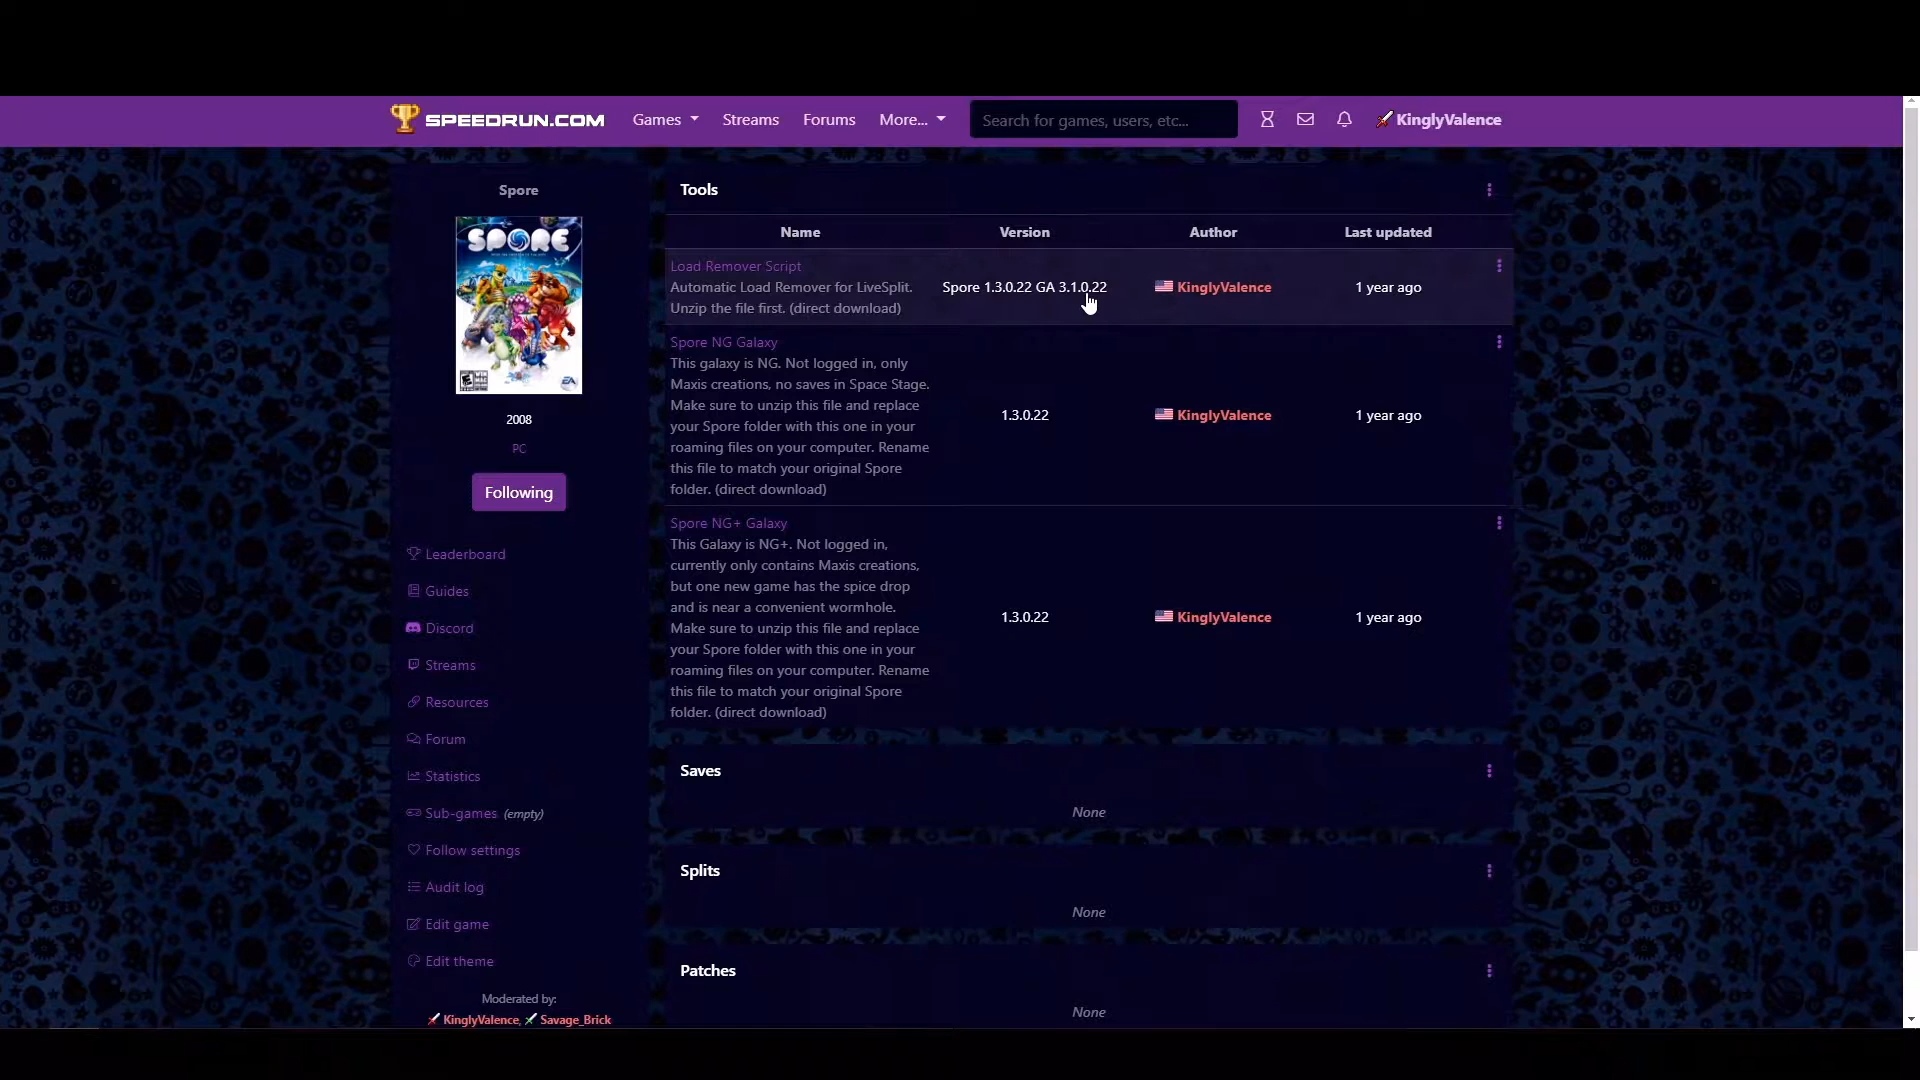 SPEEDRUN.COM Games Streams Forums More... Search for games, users, etc... KinglyValence
Spore
SPORE
2008
PC
Following
Leaderboard
Guides
Discord
Streams
Resources
Forum
Statistics
Sub-games (empty)
Follow settings
Audit log
Edit game
Edit theme
Moderated by:
KinglyValence, Savage_Brick
Tools
Name Version Author Last updated
Load Remover Script
Automatic Load Remover for LiveSplit. Spore 1.3.0.22 GA 3.1.0.22 KinglyValence 1 year ago
Unzip the file first. (direct download)
Spore NG Galaxy
This galaxy is NG. Not logged in, only
Maxis creations, no saves in Space Stage.
Make sure to unzip this file and replace
your Spore folder with this one in your
roaming files on your computer. Rename
this file to match your original Spore
folder. (direct download)
1.3.0.22 KinglyValence 1 year ago
Spore NG+ Galaxy
This Galaxy is NG+. Not logged in,
currently only contains Maxis creations,
but one new game has the spice drop
and is near a convenient wormhole.
Make sure to unzip this file and replace
your Spore folder with this one in your
roaming files on your computer. Rename
this file to match your original Spore
folder. (direct download)
1.3.0.22 KinglyValence 1 year ago
Saves
None
Splits
None
Patches
None